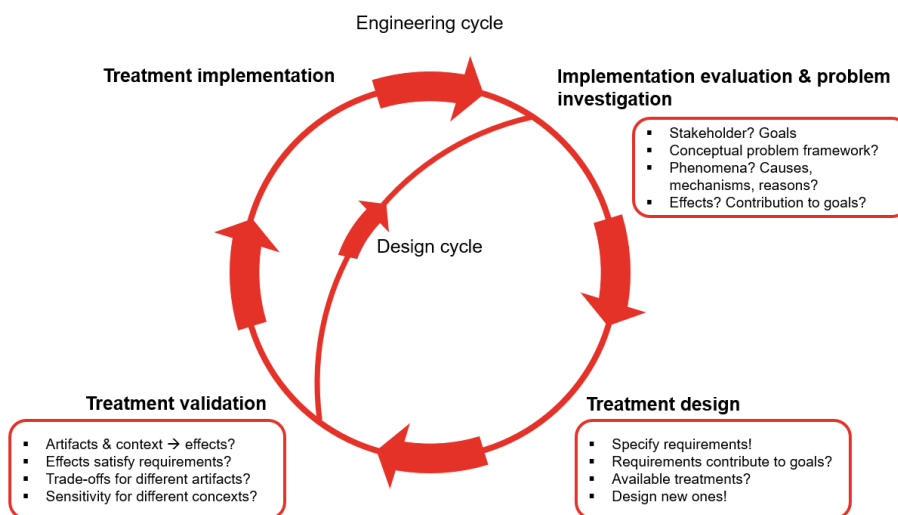 Engineering cycle
Treatment implementation
Implementation evaluation & problem
investigation
▪ Stakeholder? Goals
▪ Conceptual problem framework?
▪ Phenomena? Causes,
mechanisms, reasons?
▪ Effects? Contribution to goals?
Design cycle
Treatment validation
▪ Artifacts & context → effects?
▪ Effects satisfy requirements?
▪ Trade-offs for different artifacts?
▪ Sensitivity for different concexts?
Treatment design
▪ Specify requirements!
▪ Requirements contribute to goals?
▪ Available treatments?
▪ Design new ones!